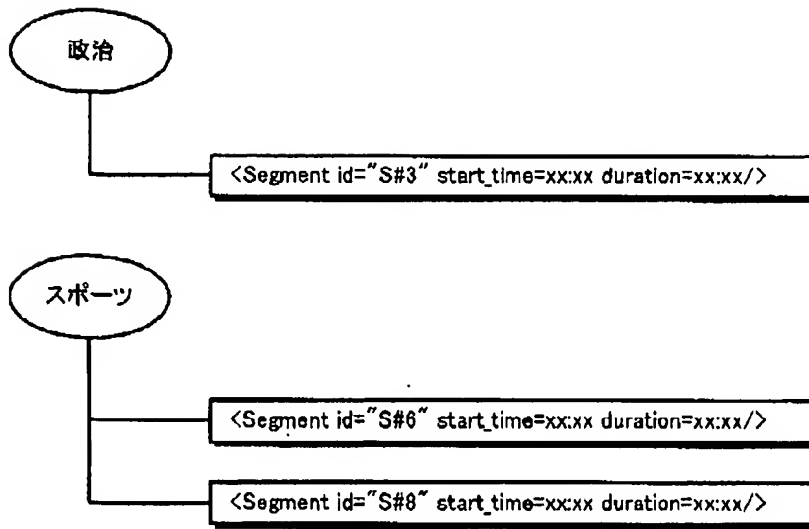 政治
<Segment id="S#3" start_time=xx:xx duration=xx:xx/>
スポーツ
<Segment id="S#6" start_time=xx:xx duration=xx:xx/>
<Segment id="S#8" start_time=xx:xx duration=xx:xx/>